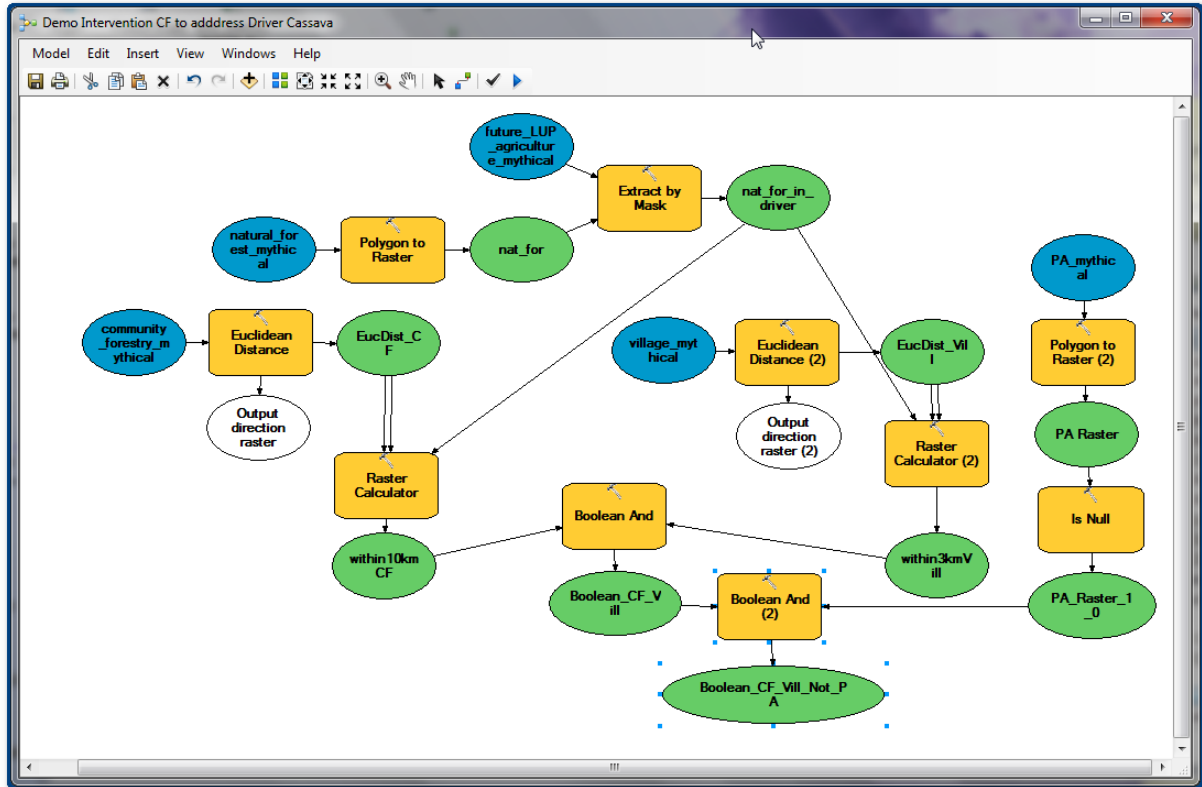 Demo Intervention CF to adddress Driver Cassava
Model Edit Insert View Windows Help
future_LUP
_agricultur
e_mythical
Extract by
Mask
nat_for_in_
driver
natural_for
est_mythic
al
Polygon to
Raster
nat_for
PA_mythic
al
community
_forestry_m
ythical
Euclidean
Distance
EucDist_C
F
village_myt
hical
Euclidean
Distance (2)
EucDist_Vil
l
Polygon to
Raster (2)
Output
direction
raster
Output
direction
raster (2)
PA Raster
Raster
Calculator
Raster
Calculator (2)
Boolean And
Is Null
within10km
CF
within3kmV
ill
Boolean_CF_V
ill
Boolean And
(2)
PA_Raster_1
_0
Boolean_CF_Vill_Not_P
A